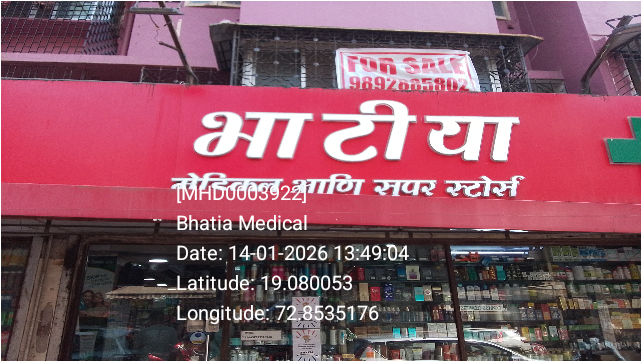 FOR SALE
9892665802
भाटीया
मेडिकल आणि सुपर स्टोर्स
[MHD0003922]
Bhatia Medical
Date: 14-01-2026 13:49:04
Latitude: 19.080053
Longitude: 72.8535176